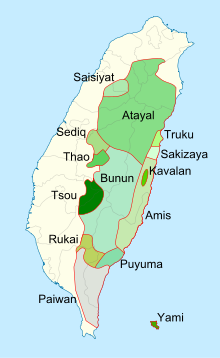 Saisiyat
Atayal
Sediq
Truku
Thao
Sakizaya
Kavalan
Bunun
Tsou
Amis
Rukai
Puyuma
Paiwan
Yami